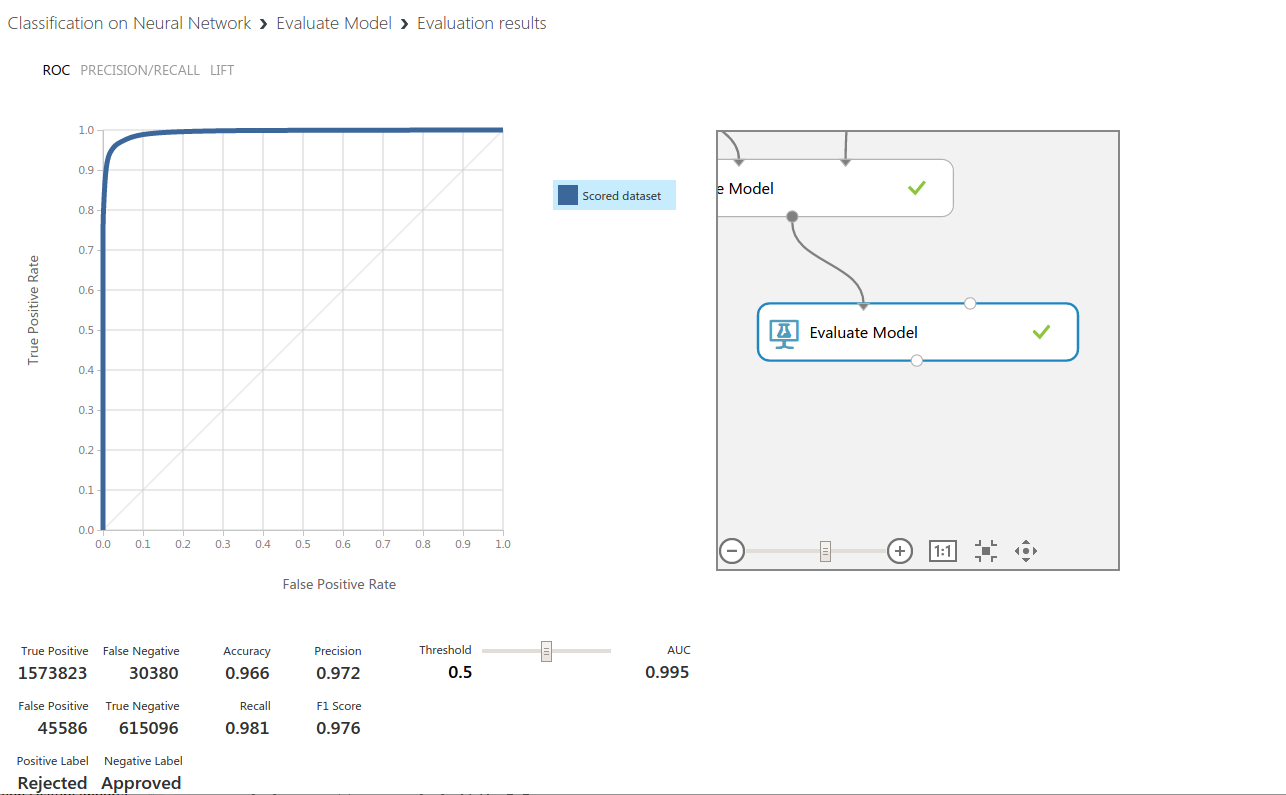 Classification on Neural Network › Evaluate Model › Evaluation results
ROC PRECISION/RECALL LIFT
1.0
0.9
0.8
0.7
0.6
0.5
0.4
0.3
0.2
0.1
0.0
True Positive Rate
0.0 0.1 0.2 0.3 0.4 0.5 0.6 0.7 0.8 0.9 1.0
False Positive Rate
Scored dataset
e Model
Evaluate Model
1:1
True Positive False Negative Accuracy Precision Threshold AUC
1573823 30380 0.966 0.972 0.5 0.995
False Positive True Negative Recall F1 Score
45586 615096 0.981 0.976
Positive Label Negative Label
Rejected Approved